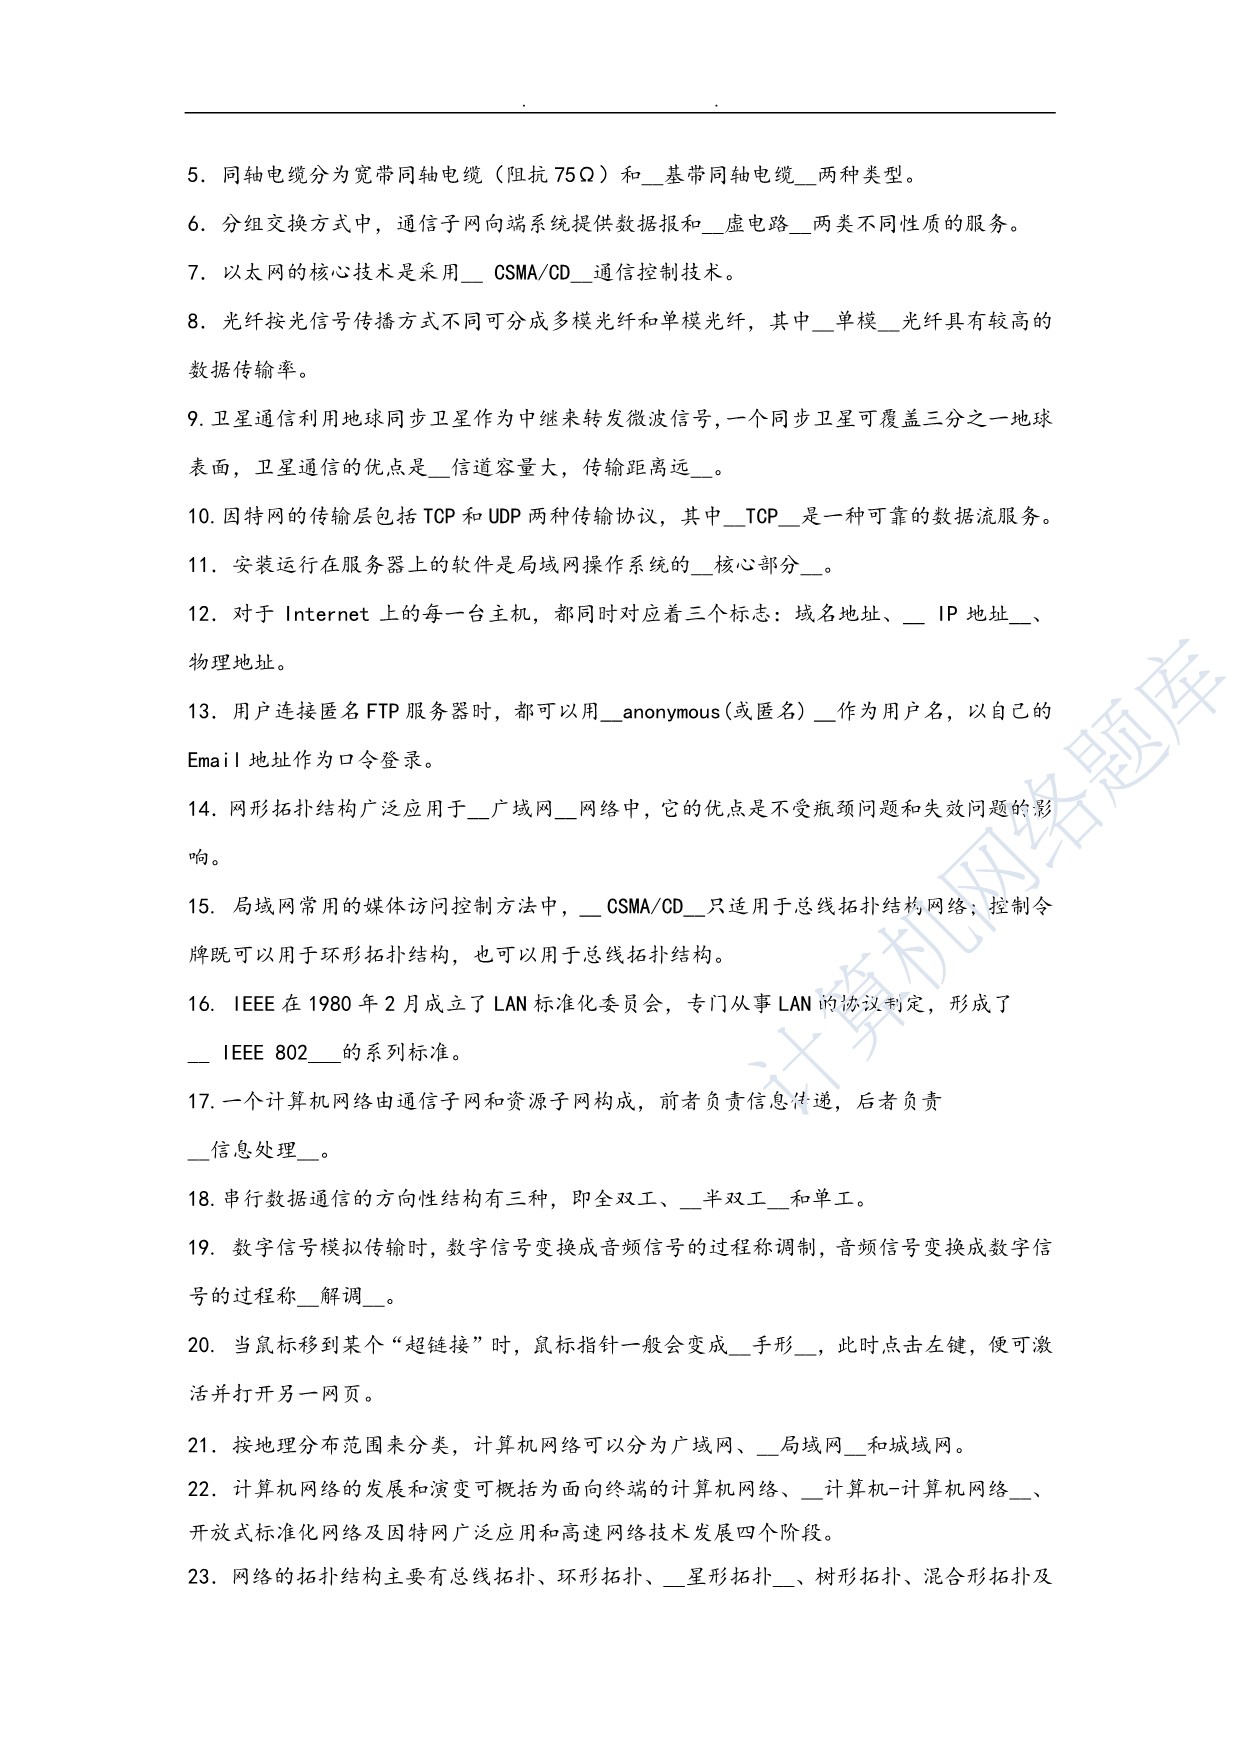 5. 同轴电缆分为宽带同轴电缆（阻抗 75Ω）和__基带同轴电缆__两种类型。
6. 分组交换方式中，通信子网向端系统提供数据报和__虚电路__两类不同性质的服务。
7. 以太网的核心技术是采用__ CSMA/CD__通信控制技术。
8. 光纤按光信号传播方式不同可分成多模光纤和单模光纤，其中__单模__光纤具有较高的
数据传输率。
9. 卫星通信利用地球同步卫星作为中继来转发微波信号，一个同步卫星可覆盖三分之一地球
表面，卫星通信的优点是__信道容量大，传输距离远__。
10. 因特网的传输层包括 TCP 和 UDP 两种传输协议，其中__TCP__是一种可靠的数据流服务。
11. 安装运行在服务器上的软件是局域网操作系统的__核心部分__。
12. 对于 Internet 上的每一台主机，都同时对应着三个标志：域名地址、__ IP 地址__、
物理地址。
13. 用户连接匿名 FTP 服务器时，都可以用__anonymous(或匿名) __作为用户名，以自己的
Email 地址作为口令登录。
14. 网形拓扑结构广泛应用于__广域网__网络中，它的优点是不受瓶颈问题和失效问题的影
响。
15. 局域网常用的媒体访问控制方法中，__ CSMA/CD__只适用于总线拓扑结构网络；控制令
牌既可以用于环形拓扑结构，也可以用于总线拓扑结构。
16. IEEE 在 1980 年 2 月成立了 LAN 标准化委员会，专门从事 LAN 的协议制定，形成了
__ IEEE 802___的系列标准。
17. 一个计算机网络由通信子网和资源子网构成，前者负责信息传递，后者负责
__信息处理__。
18. 串行数据通信的方向性结构有三种，即全双工、__半双工__和单工。
19. 数字信号模拟传输时，数字信号变换成音频信号的过程称调制，音频信号变换成数字信
号的过程称__解调__。
20. 当鼠标移到某个“超链接”时，鼠标指针一般会变成__手形__，此时点击左键，便可激
活并打开另一网页。
21. 按地理分布范围来分类，计算机网络可以分为广域网、__局域网__和城域网。
22. 计算机网络的发展和演变可概括为面向终端的计算机网络、__计算机-计算机网络__、
开放式标准化网络及因特网广泛应用和高速网络技术发展四个阶段。
23. 网络的拓扑结构主要有总线拓扑、环形拓扑、__星形拓扑__、树形拓扑、混合形拓扑及
计算机网络题库